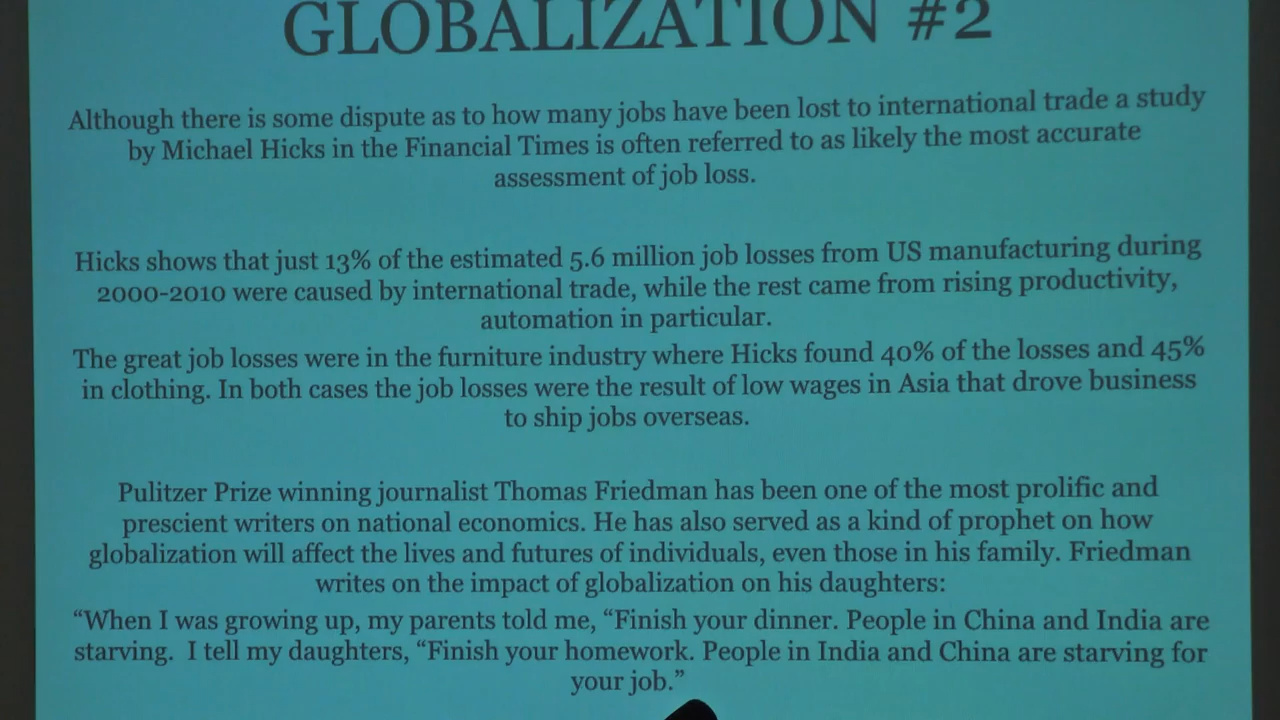 GLOBALIZATION #2
Although there is some dispute as to how many jobs have been lost to international trade a study
by Michael Hicks in the Financial Times is often referred to as likely the most accurate
assessment of job loss.
Hicks shows that just 13% of the estimated 5.6 million job losses from US manufacturing during
2000-2010 were caused by international trade, while the rest came from rising productivity,
automation in particular.
The great job losses were in the furniture industry where Hicks found 40% of the losses and 45%
in clothing. In both cases the job losses were the result of low wages in Asia that drove business
to ship jobs overseas.
Pulitzer Prize winning journalist Thomas Friedman has been one of the most prolific and
prescient writers on national economics. He has also served as a kind of prophet on how
globalization will affect the lives and futures of individuals, even those in his family. Friedman
writes on the impact of globalization on his daughters:
“When I was growing up, my parents told me, “Finish your dinner. People in China and India are
starving.  I tell my daughters, “Finish your homework. People in India and China are starving for
your job.”